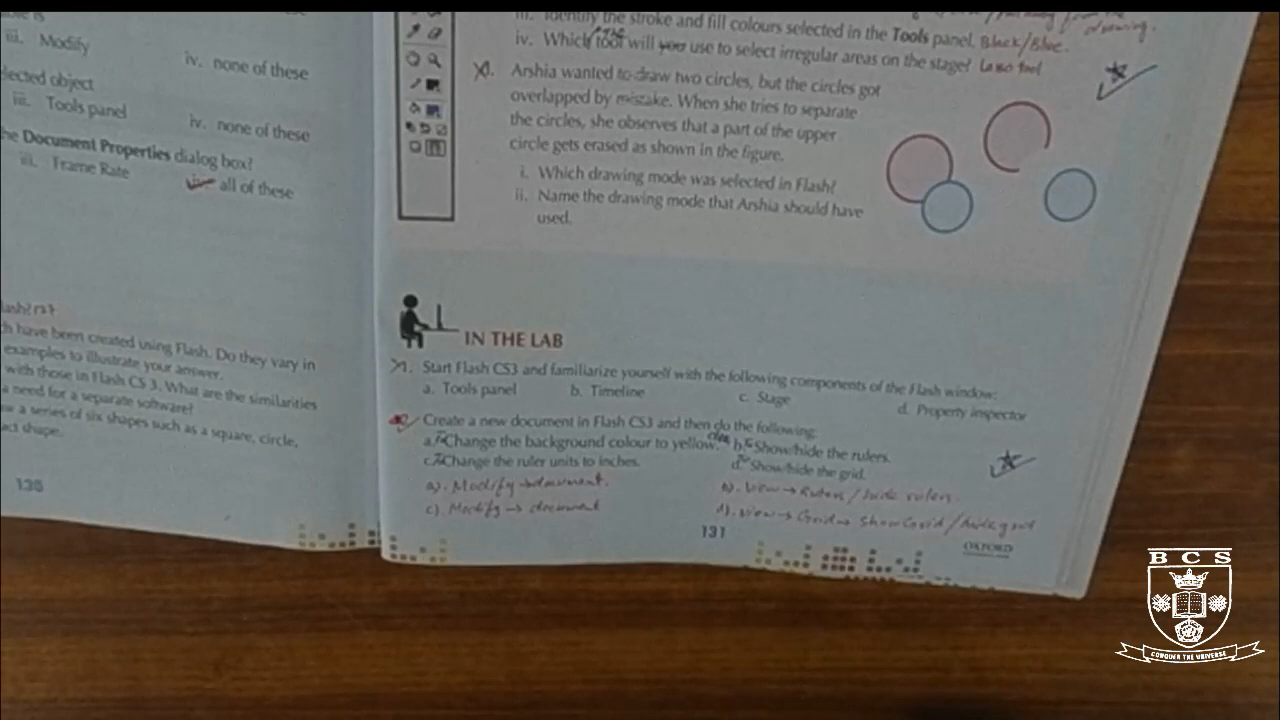 iii. Modify
iv. none of these
lected object
iii. Tools panel
iv. none of these
he Document Properties dialog box?
iii. Frame Rate
iv. all of these
lash?
h have been created using Flash. Do they vary in
examples to illustrate your answer.
with those in Flash CS 3. What are the similarities
a need for a separate software?
a series of six shapes such as a square, circle,
act shape.
iii. Identify the stroke and fill colours selected in the Tools panel. Black/Blue.
drawing.
iv. Which tool will you use to select irregular areas on the stage? Lasso tool
Arshia wanted to draw two circles, but the circles got
overlapped by mistake. When she tries to separate
the circles, she observes that a part of the upper
circle gets erased as shown in the figure.
i. Which drawing mode was selected in Flash?
ii. Name the drawing mode that Arshia should have
used.
IN THE LAB
1. Start Flash CS3 and familiarize yourself with the following components of the Flash window:
a. Tools panel b. Timeline c. Stage d. Property inspector
Create a new document in Flash CS3 and then do the following:
a. Change the background colour to yellow. b. Show/hide the rulers.
c. Change the ruler units to inches. d. Show/hide the grid.
a). Modify → document. b). View → Rulers / hide rulers.
c). Modify → document d). View → Grid → show Grid / hide grid
131
OXFORD
BCS
CONQUER THE UNIVERSE